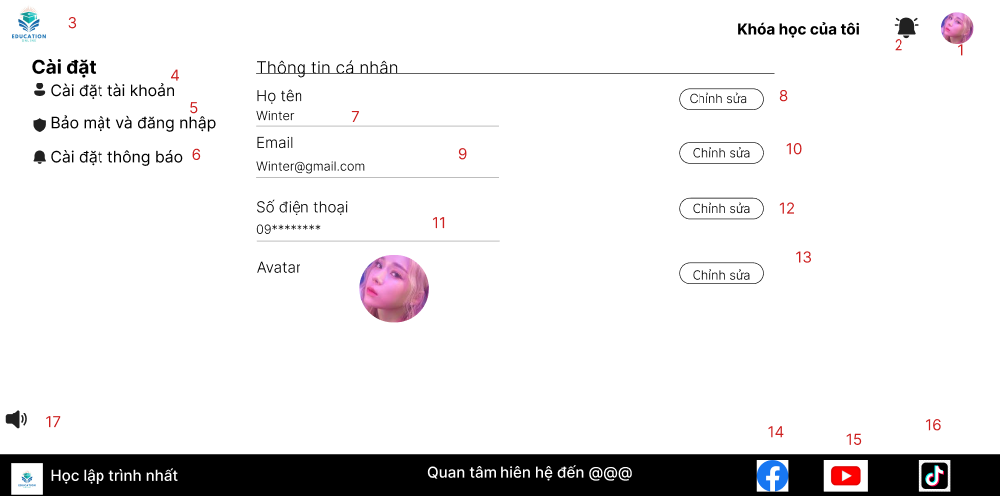 3
EDUCATION
Khóa học của tôi
2
1
Cài đặt
4
Cài đặt tài khoản
5
Bảo mật và đăng nhập
Cài đặt thông báo 6
Thông tin cá nhân
Họ tên
Winter 7
Chỉnh sửa 8
Email
Winter@gmail.com 9
Chỉnh sửa 10
Số điện thoại
09******** 11
Chỉnh sửa 12
Avatar
Chỉnh sửa 13
17
14
15
16
Học lập trình nhất
Quan tâm hiên hệ đến @@@